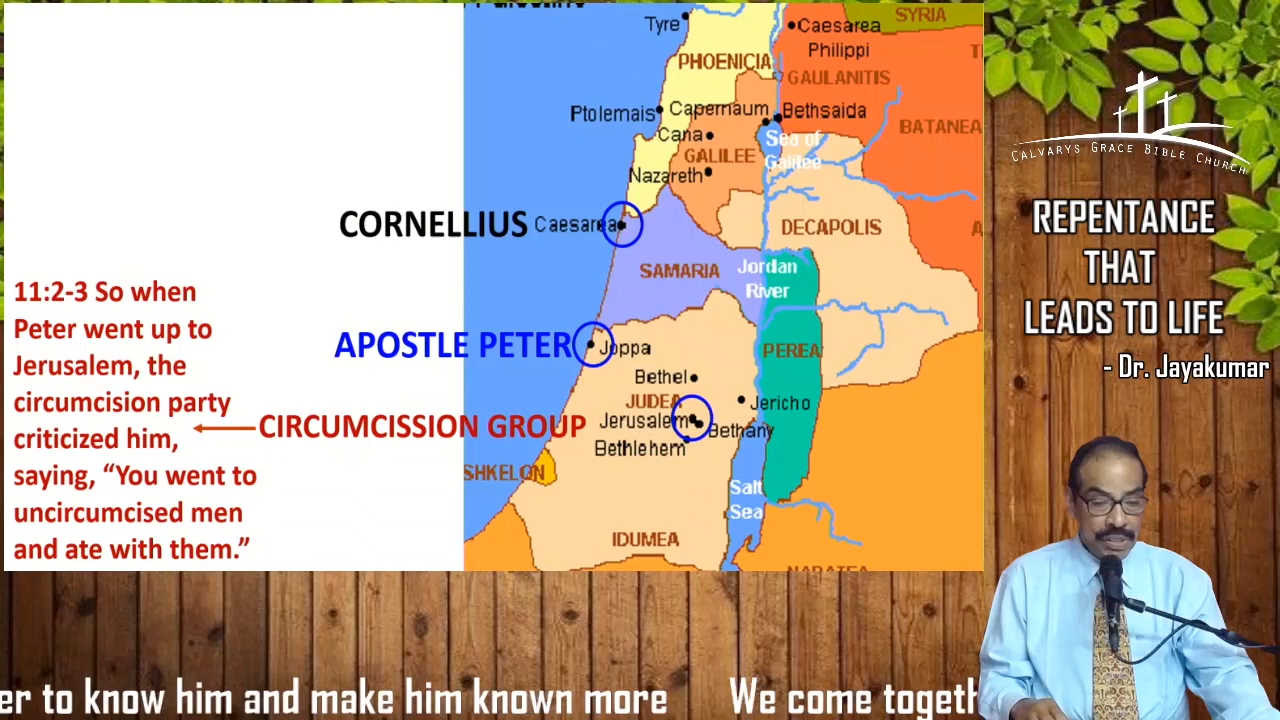 Tyre
Caesarea
Philippi
SYRIA
PHOENICIA
GAULANITIS
Ptolemais
Capernaum
Bethsaida
BATANEA
Cana
Sea of
Galilee
GALILEE
Nazareth
CORNELLIUS
Caesarea
DECAPOLIS
SAMARIA
Jordan
River
APOSTLE PETER
Joppa
PEREA
Bethel
JUDEA
Jericho
CIRCUMCISSION GROUP
Jerusalem
Bethany
Bethlehem
SHKELON
Salt
Sea
IDUMEA
11:2-3 So when
Peter went up to
Jerusalem, the
circumcision party
criticized him,
saying, “You went to
uncircumcised men
and ate with them.”
CALVARYS GRACE BIBLE CHURCH
REPENTANCE
THAT
LEADS TO LIFE
- Dr. Jayakumar
er to know him and make him known more We come togeth